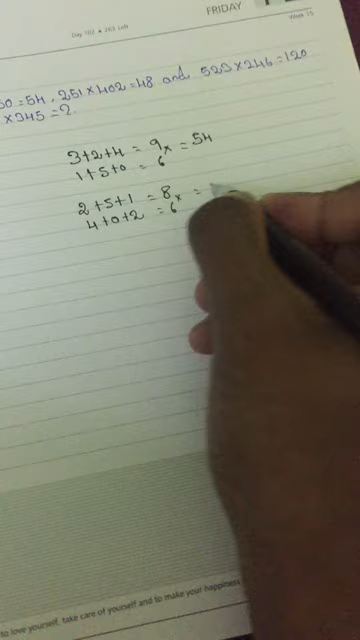 FRIDAY
Day 102 • 263 Left
Week 15
50=54, 251×402=48 and 523×246=120
×345=?
3+2+4 = 9
× = 54
1+5+0 = 6
2+5+1 = 8
× =
4+0+2 = 6
to love yourself, take care of yourself and to make your happiness